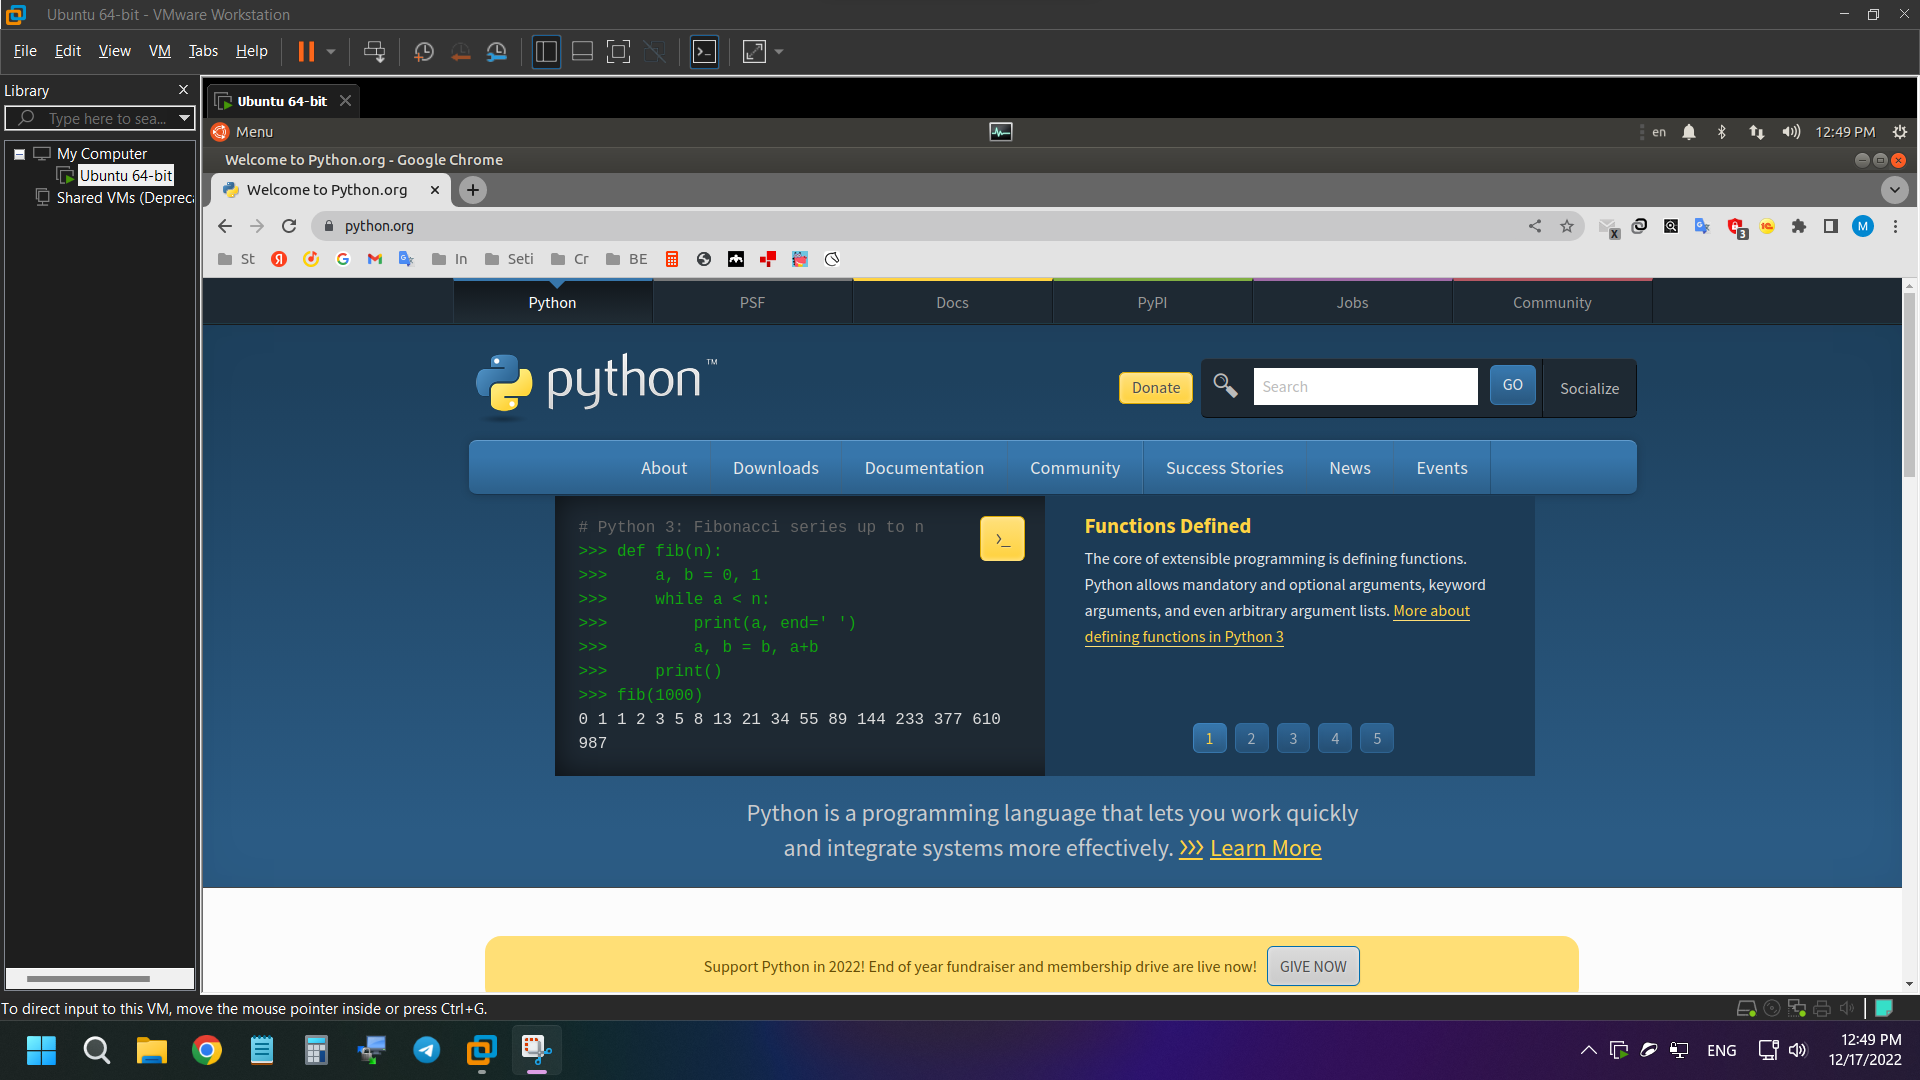 Ubuntu 64-bit - VMware Workstation
File Edit View VM Tabs Help
Library
Type here to sea...
My Computer
Ubuntu 64-bit
Shared VMs (Depreca
Ubuntu 64-bit
Menu
en 12:49 PM
Welcome to Python.org - Google Chrome
Welcome to Python.org
python.org
X
3
M
St In Seti Cr BE
Python PSF Docs PyPI Jobs Community
python™
Donate
Search
GO
Socialize
About Downloads Documentation Community Success Stories News Events
# Python 3: Fibonacci series up to n
>>> def fib(n):
>>>     a, b = 0, 1
>>>     while a < n:
>>>         print(a, end=' ')
>>>         a, b = b, a+b
>>>     print()
>>> fib(1000)
0 1 1 2 3 5 8 13 21 34 55 89 144 233 377 610
987
>_
Functions Defined
The core of extensible programming is defining functions.
Python allows mandatory and optional arguments, keyword
arguments, and even arbitrary argument lists. More about
defining functions in Python 3
1 2 3 4 5
Python is a programming language that lets you work quickly
and integrate systems more effectively. >>> Learn More
Support Python in 2022! End of year fundraiser and membership drive are live now! GIVE NOW
To direct input to this VM, move the mouse pointer inside or press Ctrl+G.
ENG
12:49 PM
12/17/2022